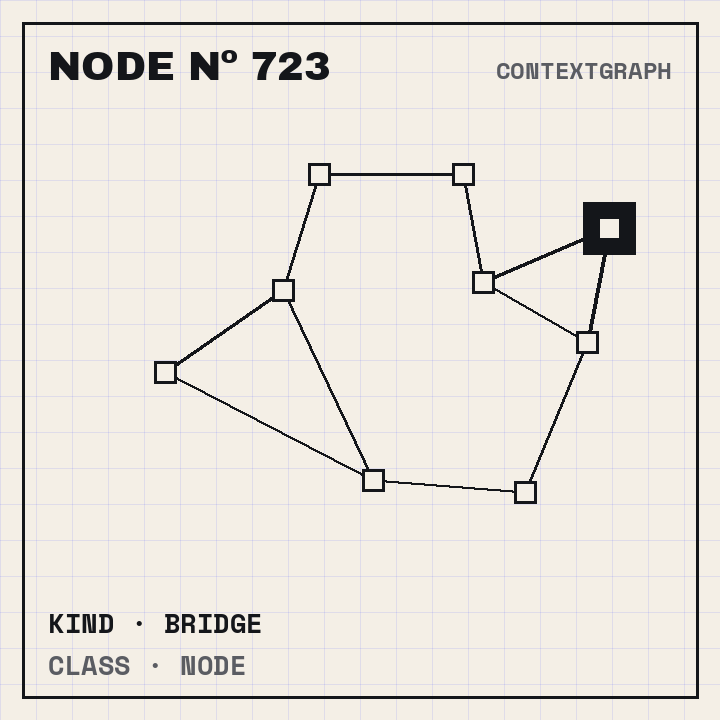 NODE Nº 723
CONTEXTGRAPH
KIND · BRIDGE
CLASS · NODE